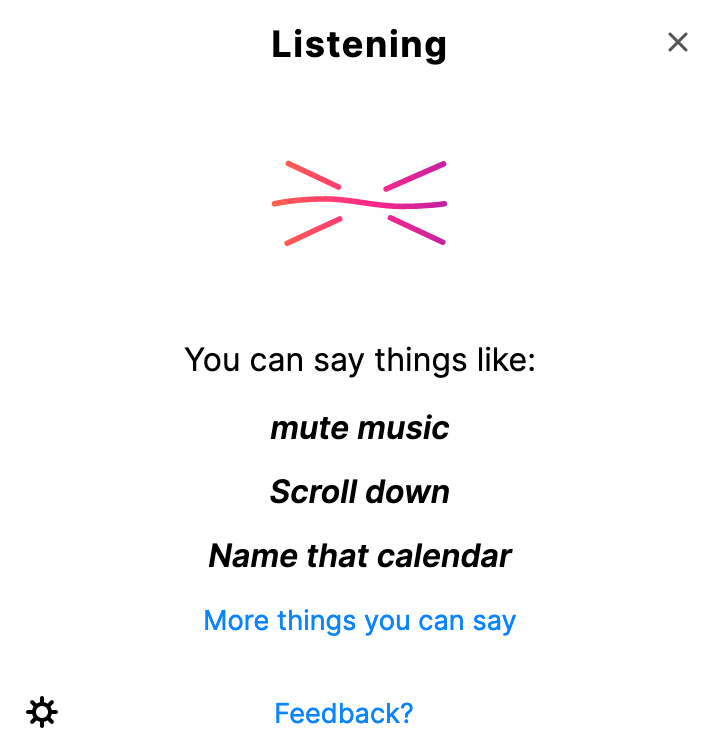 Listening
You can say things like:
mute music
Scroll down
Name that calendar
More things you can say
Feedback?